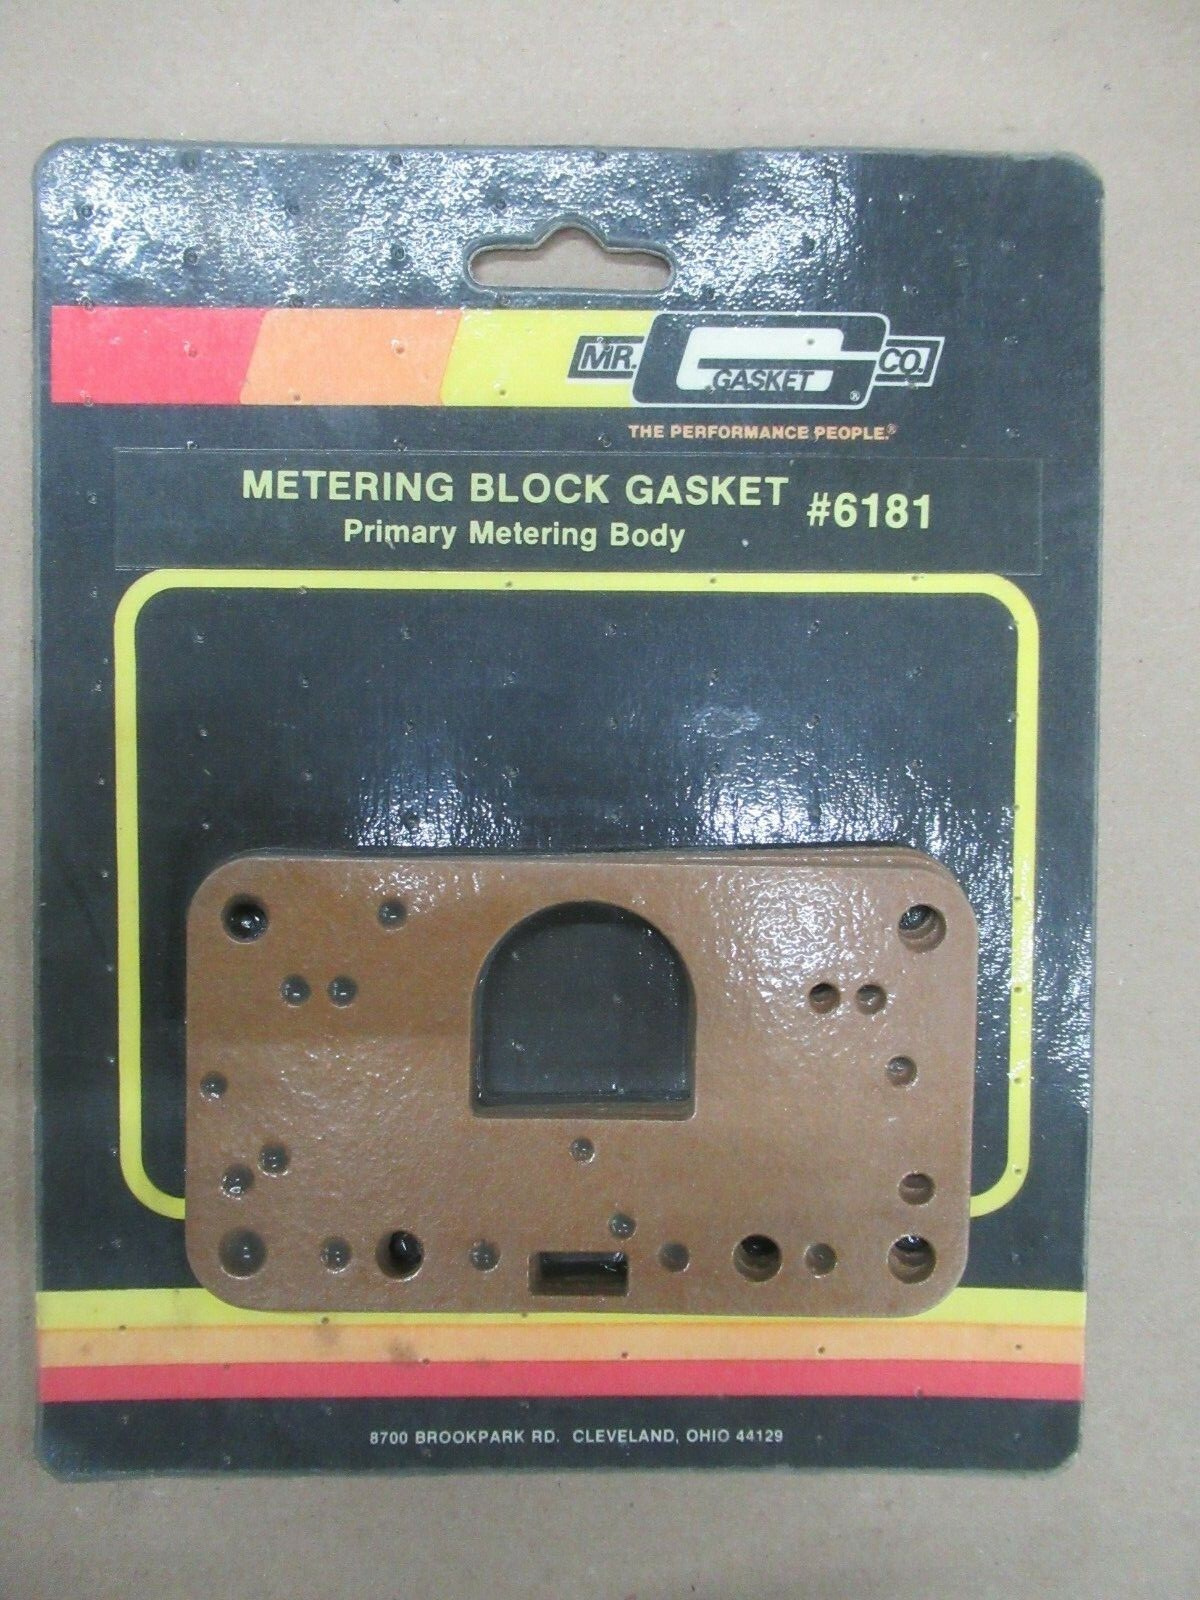 MR. GASKET CO. ®
THE PERFORMANCE PEOPLE.®
METERING BLOCK GASKET #6181
Primary Metering Body
8700 BROOKPARK RD. CLEVELAND, OHIO 44129